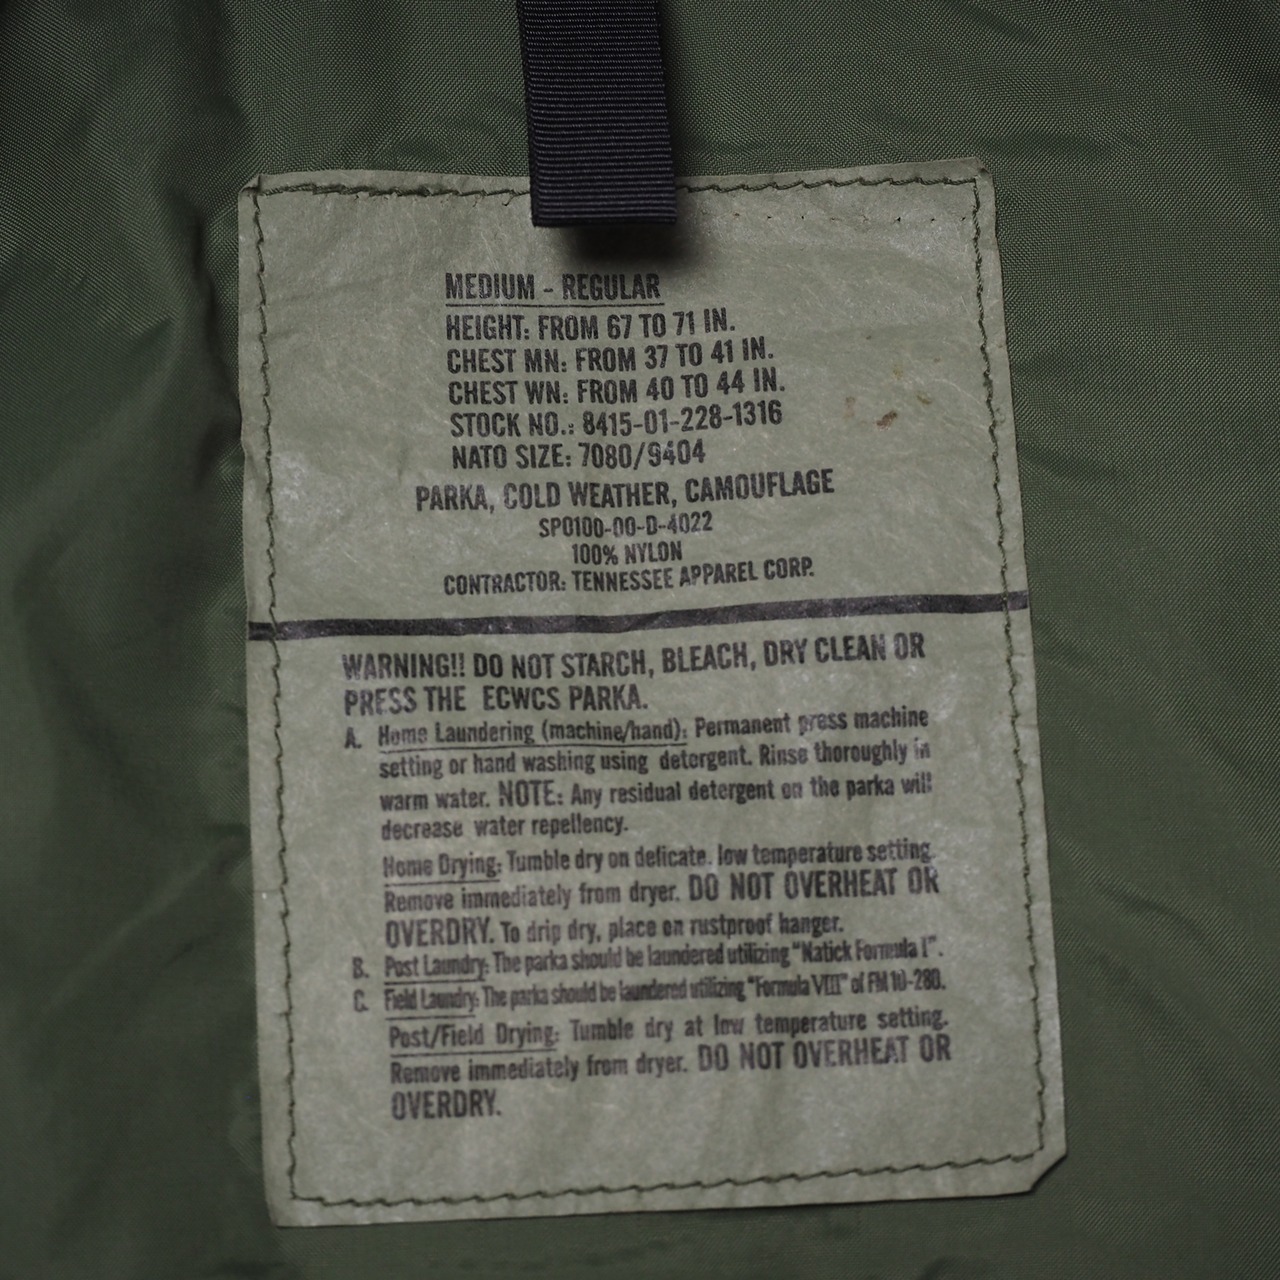 MEDIUM - REGULAR
HEIGHT: FROM 67 TO 71 IN.
CHEST MN: FROM 37 TO 41 IN.
CHEST WN: FROM 40 TO 44 IN.
STOCK NO.: 8415-01-228-1316
NATO SIZE: 7080/9404
PARKA, COLD WEATHER, CAMOUFLAGE
SPO100-00-D-4022
100% NYLON
CONTRACTOR: TENNESSEE APPAREL CORP.
WARNING!! DO NOT STARCH, BLEACH, DRY CLEAN OR
PRESS THE ECWCS PARKA.
A. Home Laundering (machine/hand): Permanent press machine
setting or hand washing using detergent. Rinse thoroughly in
warm water. NOTE: Any residual detergent on the parka will
decrease water repellency.
Home Drying: Tumble dry on delicate. low temperature setting.
Remove immediately from dryer. DO NOT OVERHEAT OR
OVERDRY. To drip dry, place on rustproof hanger.
B. Post Laundry: The parka should be laundered utilizing "Natick Formula I".
C. Field Laundry: The parka should be laundered utilizing "Formula VIII" of FM 10-280.
Post/Field Drying: Tumble dry at low temperature setting.
Remove immediately from dryer. DO NOT OVERHEAT OR
OVERDRY.